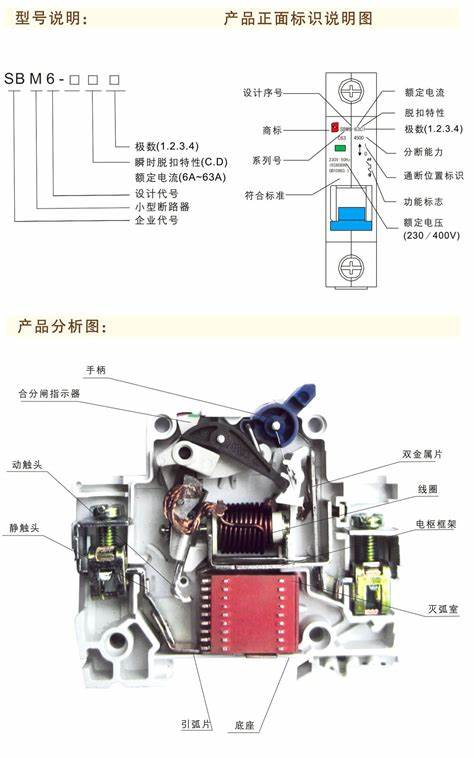 型号说明:
产品正面标识说明图
SB M 6 - □ □ □
极数(1.2.3.4)
瞬时脱扣特性(C.D)
额定电流(6A~63A)
设计代号
小型断路器
企业代号
设计序号
商标
系列号
符合标准
额定电流
脱扣特性
极数(1.2.3.4)
分断能力
通断位置标识
功能标志
额定电压
(230/400V)
C63
4500
产品分析图:
手柄
合分闸指示器
动触头
静触头
双金属片
线圈
电枢框架
灭弧室
引弧片
底座